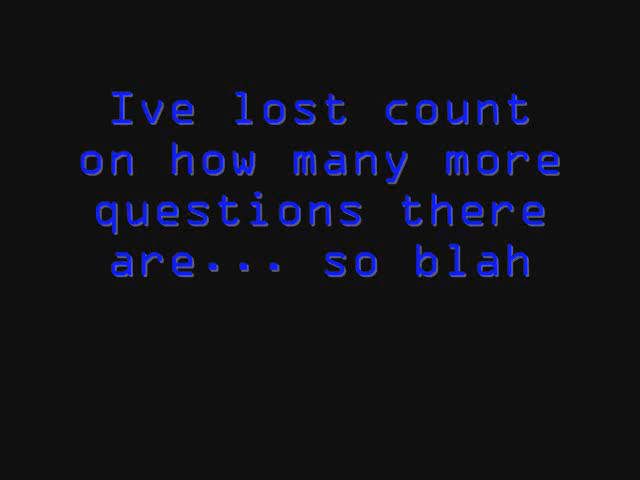 Ive lost count
on how many more
questions there
are... so blah